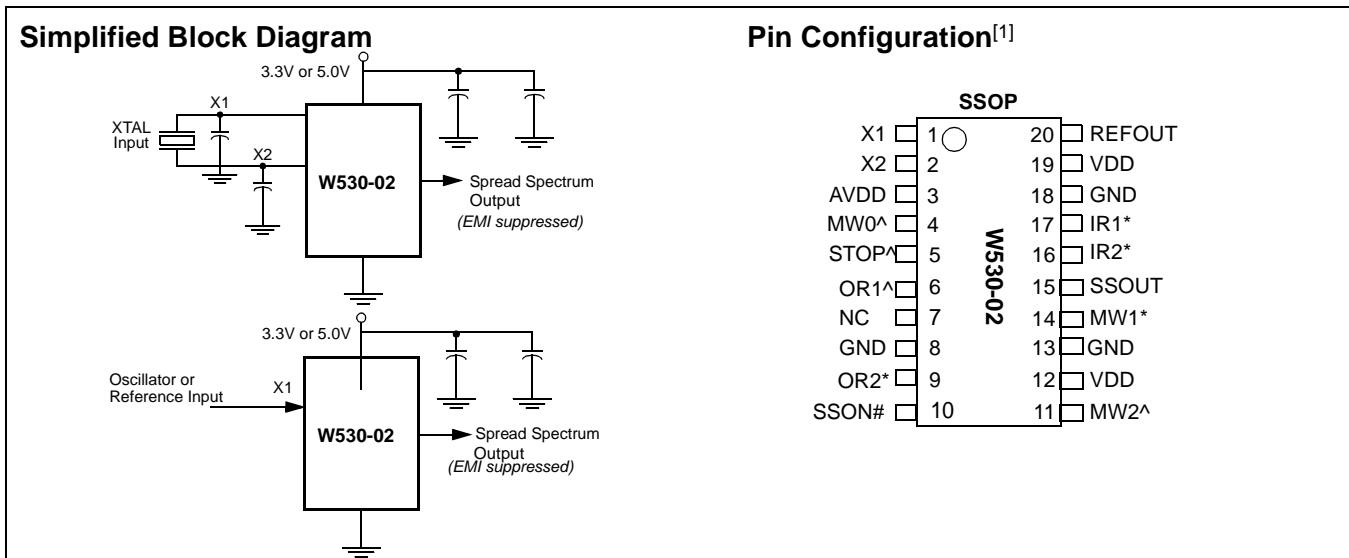 Simplified Block Diagram
3.3V or 5.0V
X1
XTAL
Input
X2
W530-02
Spread Spectrum
Output
(EMI suppressed)
3.3V or 5.0V
Oscillator or
Reference Input
X1
W530-02
Spread Spectrum
Output
(EMI suppressed)
Pin Configuration[1]
SSOP
X1 1 20 REFOUT
X2 2 19 VDD
AVDD 3 18 GND
MW0^ 4 17 IR1*
STOP^ 5 16 IR2*
OR1^ 6 15 SSOUT
NC 7 14 MW1*
GND 8 13 GND
OR2* 9 12 VDD
SSON# 10 11 MW2^
W530-02